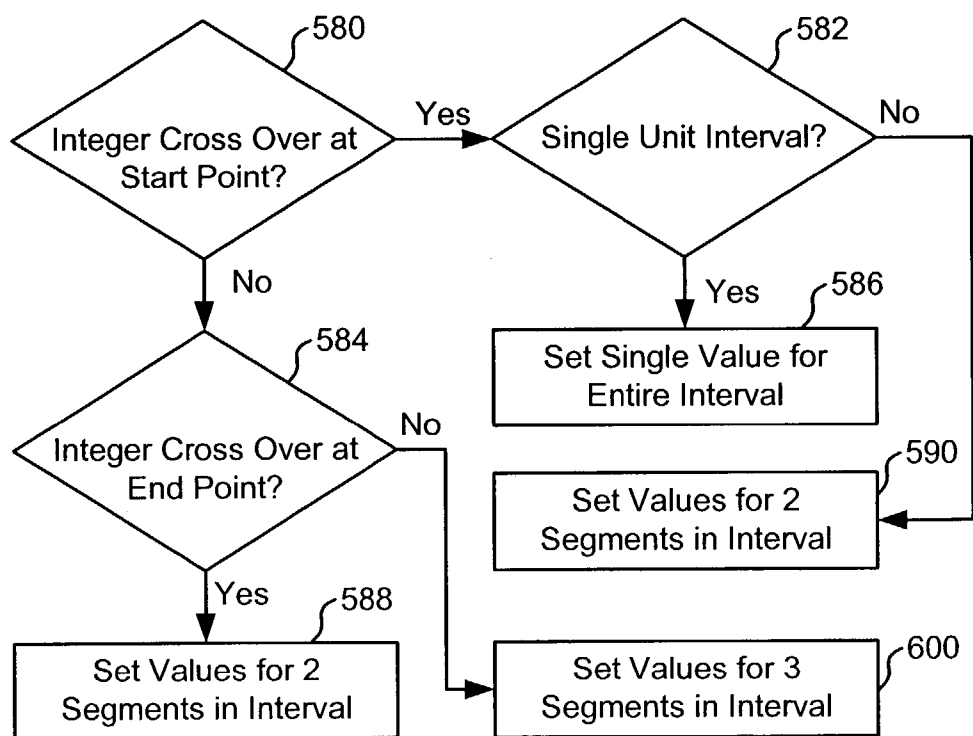 580
Integer Cross Over at
Start Point?
Yes
582
Single Unit Interval?
No
No
Yes
586
Set Single Value for
Entire Interval
584
Integer Cross Over at
End Point?
No
590
Set Values for 2
Segments in Interval
Yes
588
Set Values for 2
Segments in Interval
600
Set Values for 3
Segments in Interval